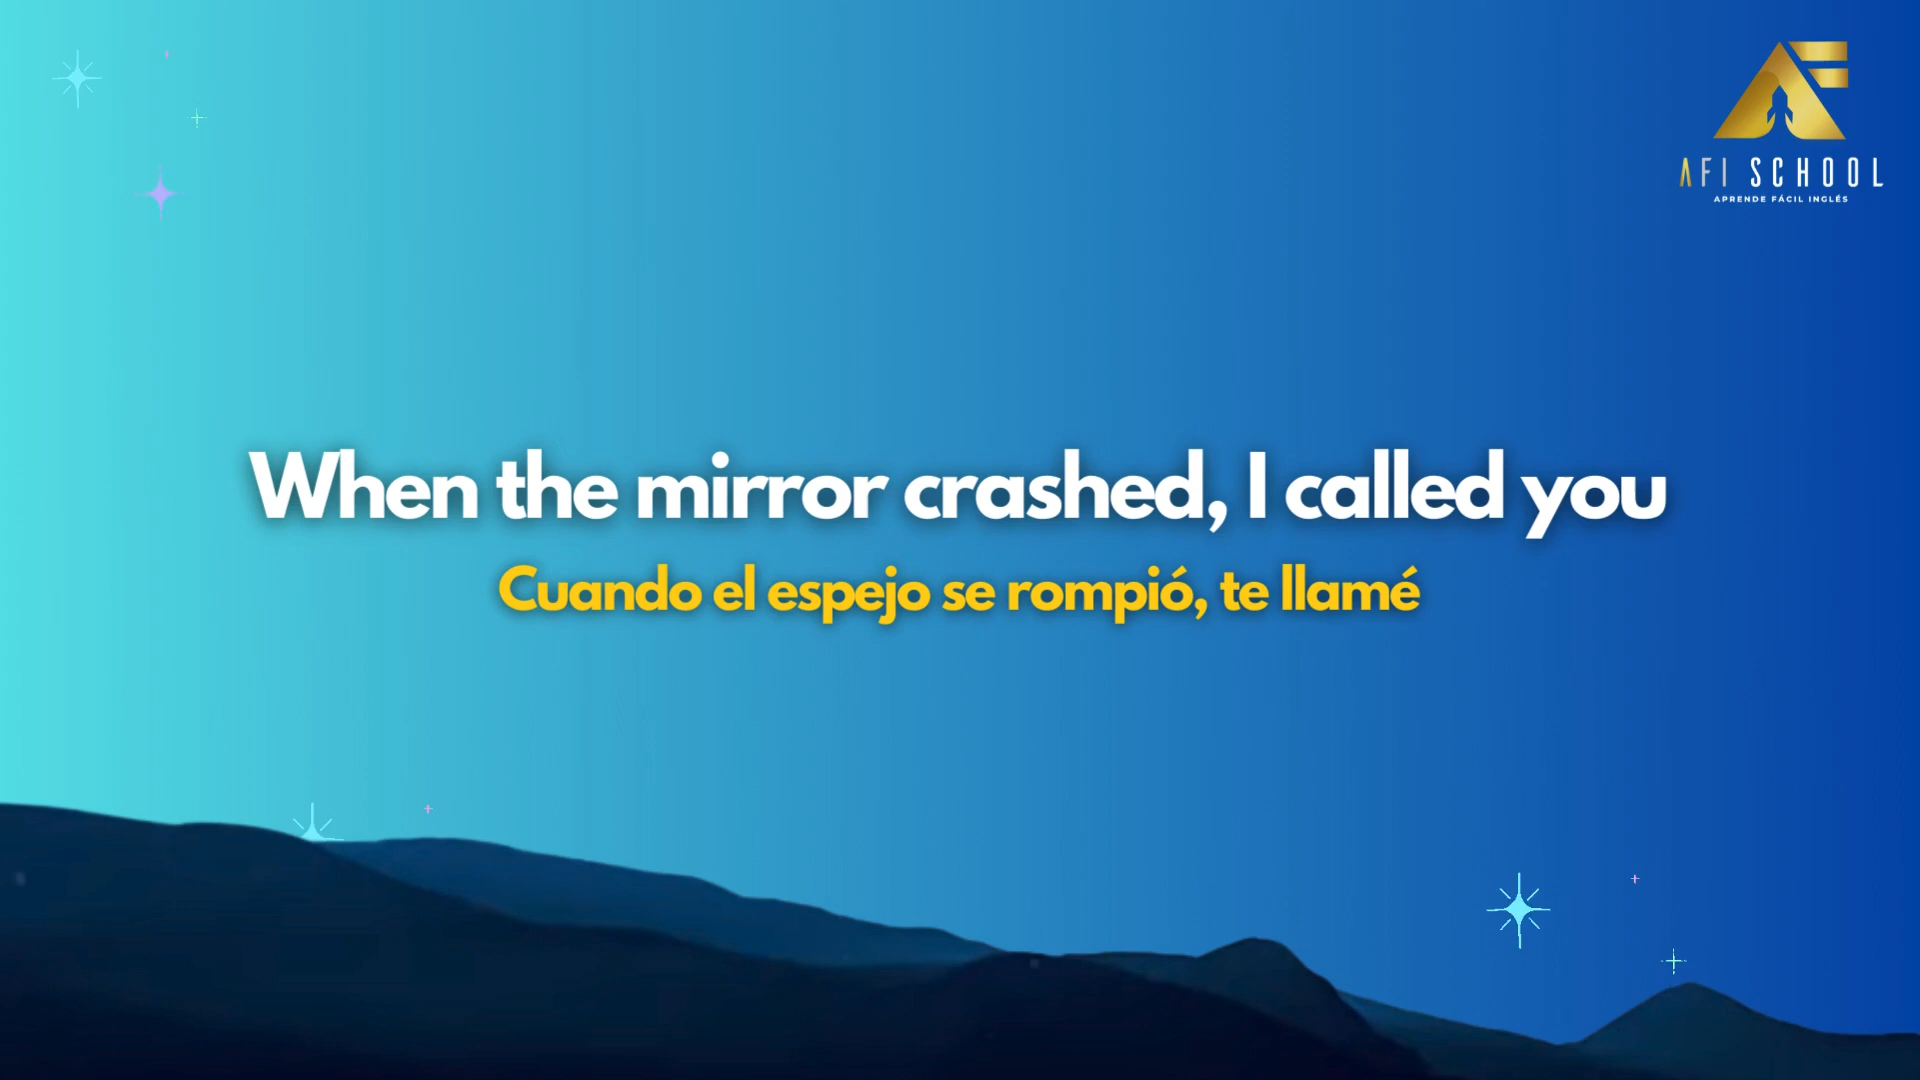 AFI SCHOOL
APRENDE FÁCIL INGLÉS
When the mirror crashed, I called you
Cuando el espejo se rompió, te llamé